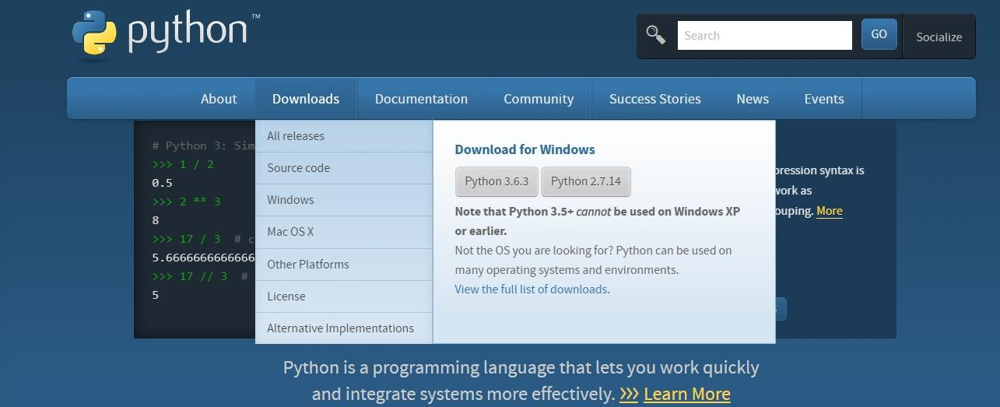 python™
Search
GO
Socialize
About
Downloads
Documentation
Community
Success Stories
News
Events
# Python 3: Sim
>>> 1 / 2
0.5
>>> 2 ** 3
8
>>> 17 / 3 # c
5.6666666666666
>>> 17 // 3 #
5
All releases
Source code
Windows
Mac OS X
Other Platforms
License
Alternative Implementations
Download for Windows
Python 3.6.3
Python 2.7.14
Note that Python 3.5+ cannot be used on Windows XP
or earlier.
Not the OS you are looking for? Python can be used on
many operating systems and environments.
View the full list of downloads.
pression syntax is
work as
ouping. More
Python is a programming language that lets you work quickly
and integrate systems more effectively. >>> Learn More